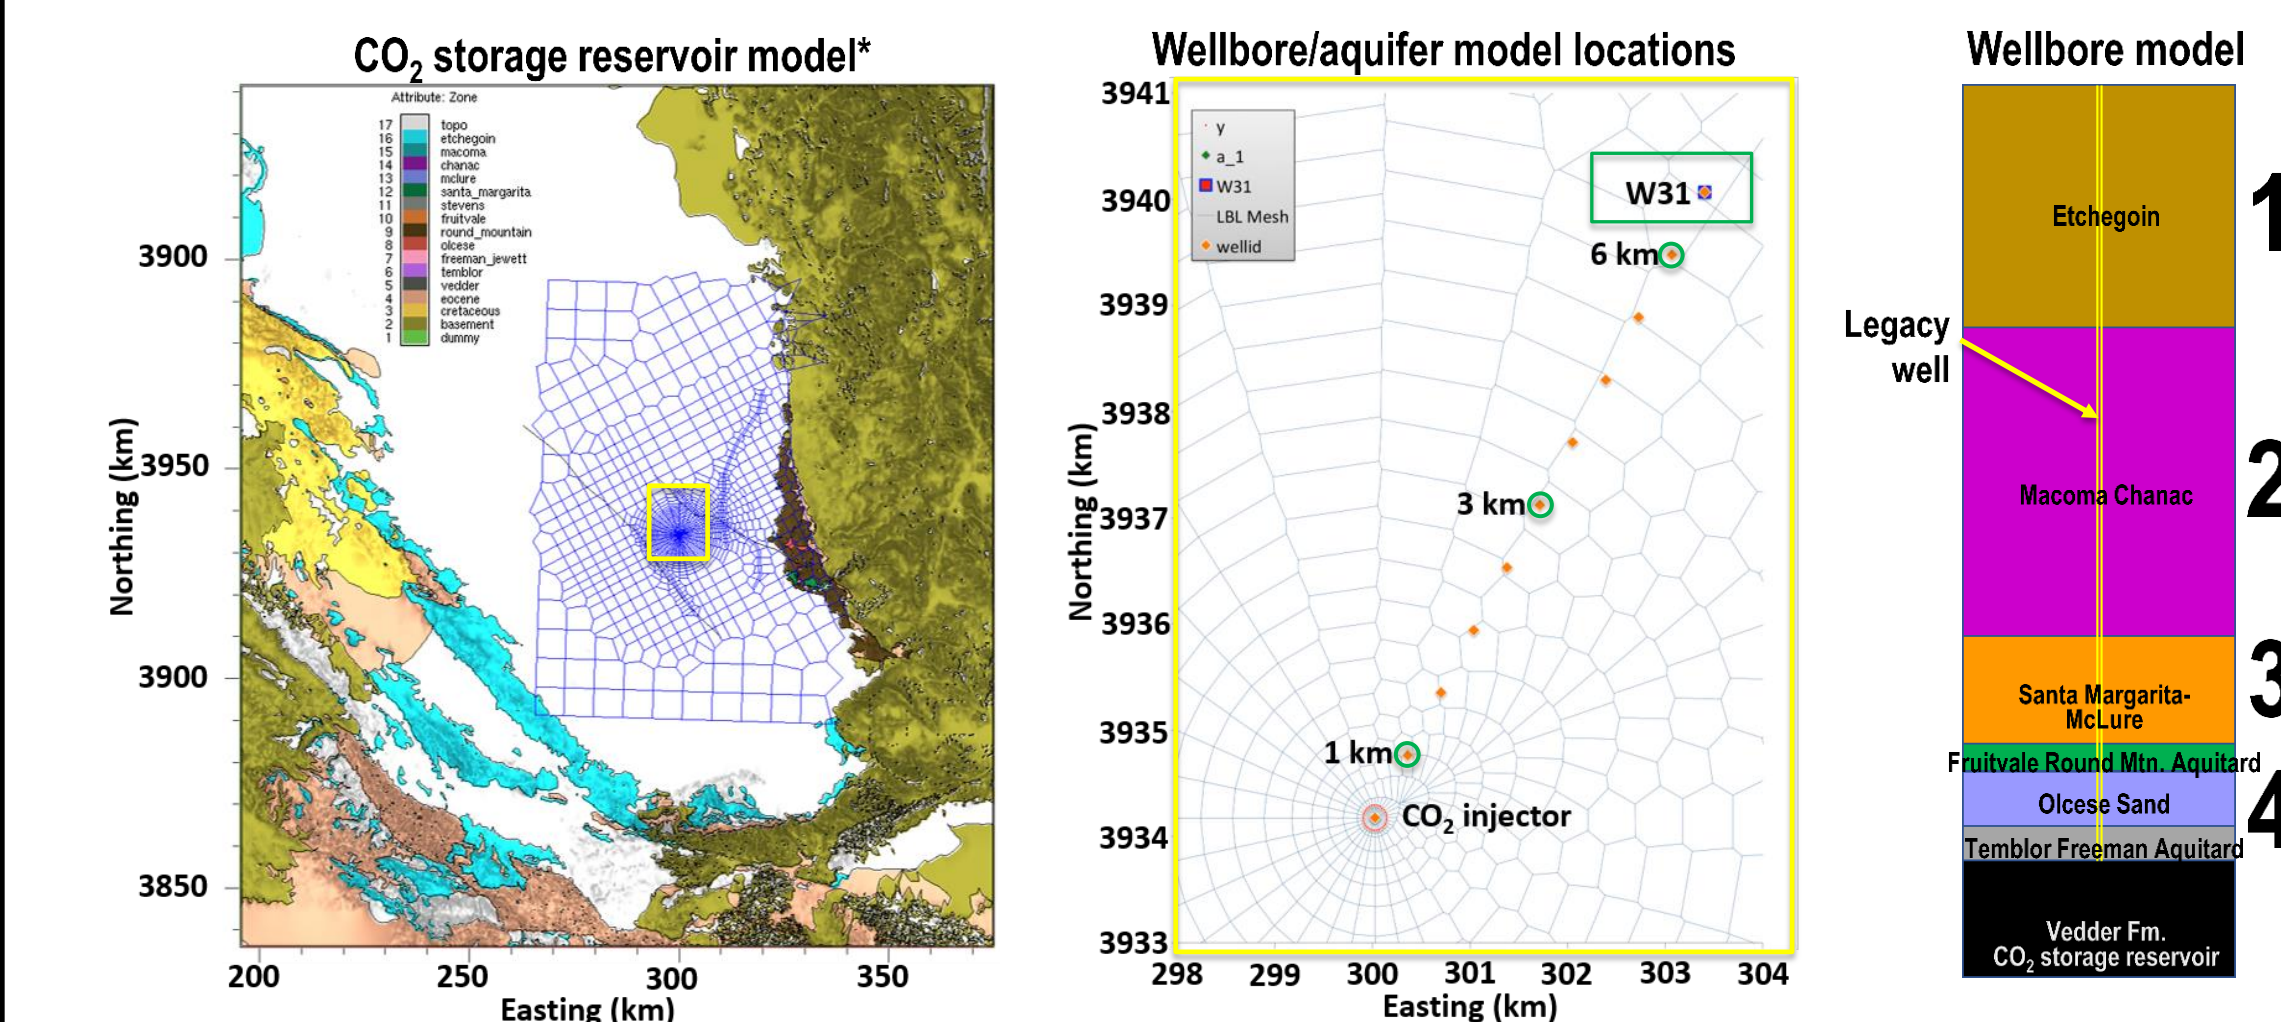 CO2 storage reservoir model*
Attribute: Zone
17 topo
16 etchegoin
15 macoma
14 chanac
13 mclure
12 santa_margarita
11 stevens
10 fruitvale
9 round_mountain
8 olcese
7 freeman_jewett
6 temblor
5 vedder
4 eocene
3 cretaceous
2 basement
1 dummy
3900
3950
3900
3850
Northing (km)
200 250 300 350
Easting (km)
Wellbore/aquifer model locations
3941
3940
3939
3938
3937
3936
3935
3934
3933
Northing (km)
y
a_1
W31
LBL Mesh
wellid
W31
6 km
3 km
1 km
CO2 injector
298 299 300 301 302 303 304
Easting (km)
Wellbore model
Legacy
well
Etchegoin
1
Macoma Chanac
2
Santa Margarita-
McLure
3
Fruitvale Round Mtn. Aquitard
Olcese Sand
4
Temblor Freeman Aquitard
Vedder Fm.
CO2 storage reservoir